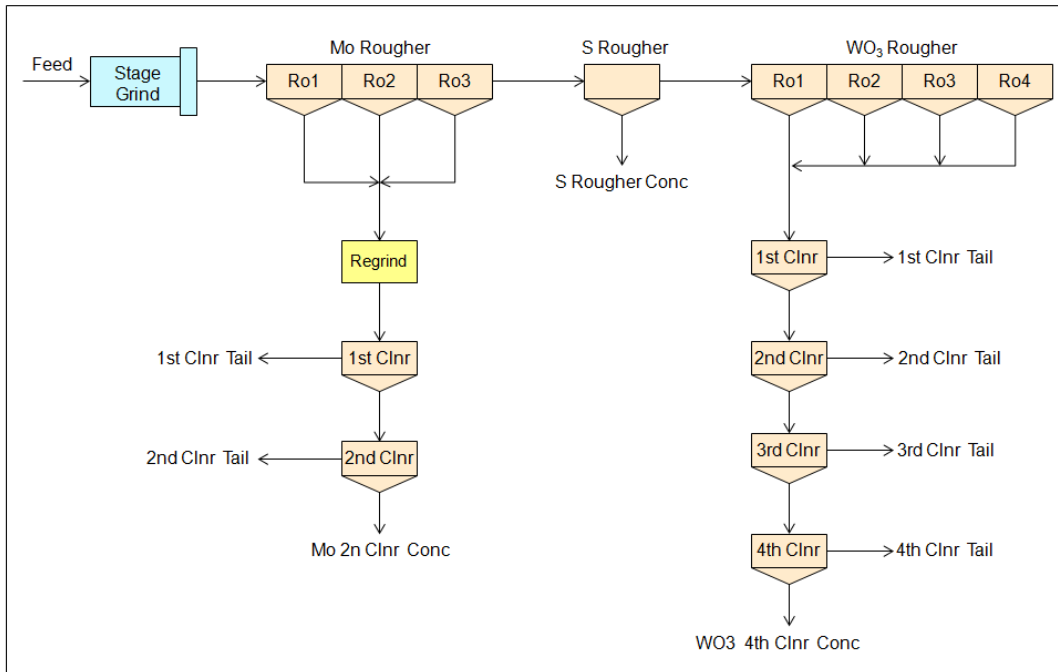 Mo Rougher
S Rougher
WO₃ Rougher
Feed
Stage
Grind
Ro1
Ro2
Ro3
Ro1
Ro2
Ro3
Ro4
S Rougher Conc
Regrind
1st Clnr
1st Clnr Tail
1st Clnr Tail
1st Clnr
2nd Clnr
2nd Clnr Tail
2nd Clnr Tail
2nd Clnr
3rd Clnr
3rd Clnr Tail
Mo 2n Clnr Conc
4th Clnr
4th Clnr Tail
WO3 4th Clnr Conc